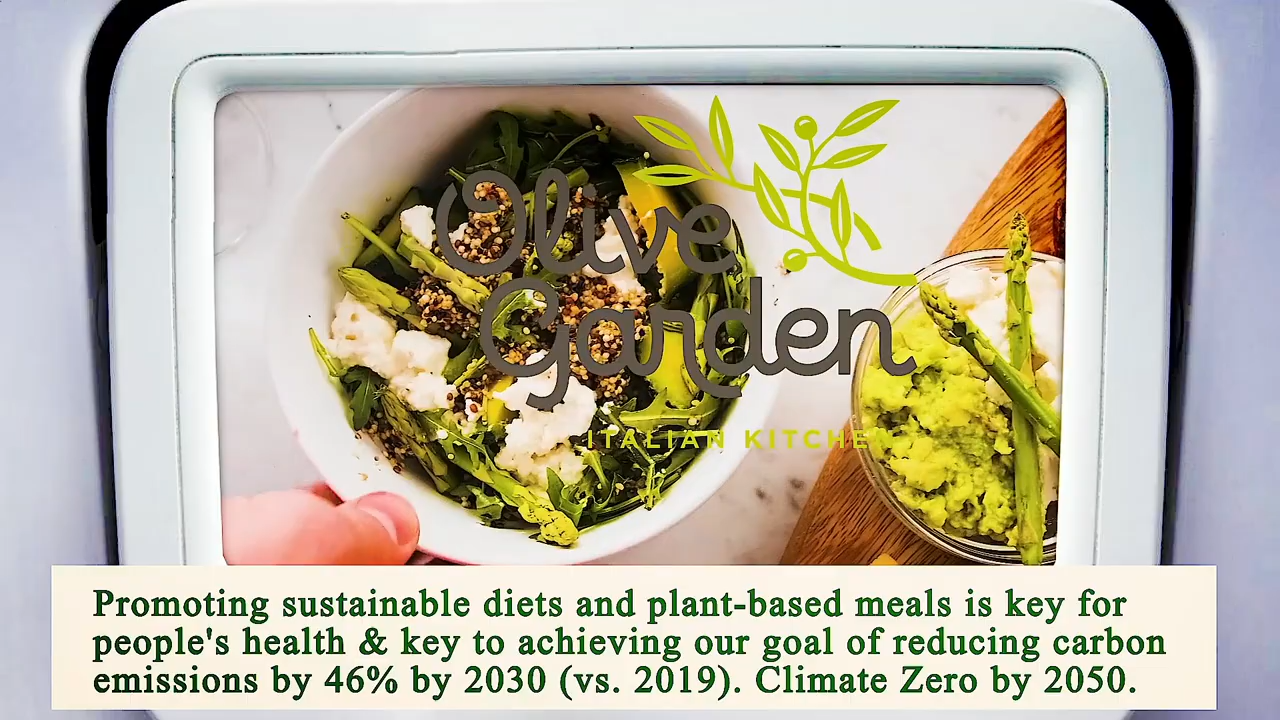 Olive
Garden
ITALIAN KITCHEN
Promoting sustainable diets and plant-based meals is key for
people's health & key to achieving our goal of reducing carbon
emissions by 46% by 2030 (vs. 2019). Climate Zero by 2050.